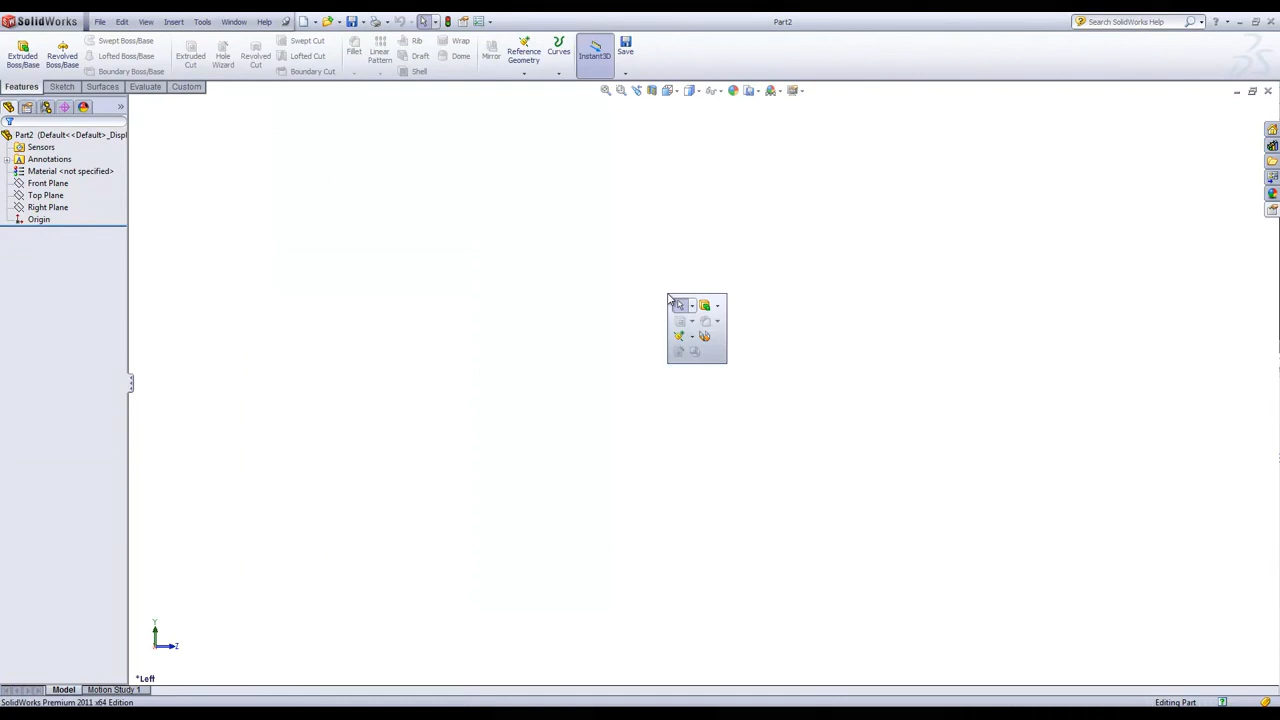 SolidWorks File Edit View Insert Tools Window Help Part2 Search SolidWorks Help
Extruded Boss/Base
Revolved Boss/Base
Swept Boss/Base
Lofted Boss/Base
Boundary Boss/Base
Extruded Cut
Hole Wizard
Revolved Cut
Swept Cut
Lofted Cut
Boundary Cut
Fillet
Linear Pattern
Rib
Draft
Shell
Wrap
Dome
Mirror
Reference Geometry
Curves
Instant3D
Save
Features Sketch Surfaces Evaluate Custom
Part2 (Default<<Default>_Displ
Sensors
Annotations
Material <not specified>
Front Plane
Top Plane
Right Plane
Origin
Y
Z
*Left
Model Motion Study 1
SolidWorks Premium 2011 x64 Edition Editing Part